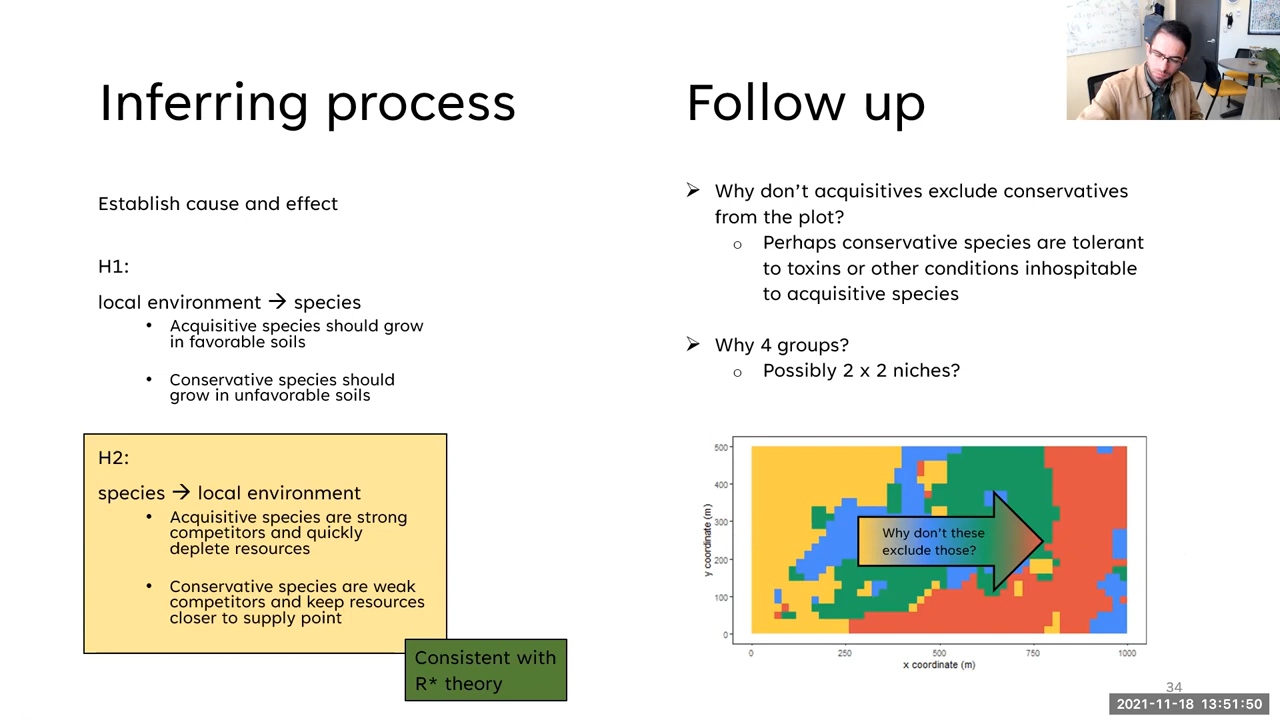 Inferring process
Establish cause and effect
H1:
local environment → species
• Acquisitive species should grow
in favorable soils
• Conservative species should
grow in unfavorable soils
H2:
species → local environment
• Acquisitive species are strong
competitors and quickly
deplete resources
• Conservative species are weak
competitors and keep resources
closer to supply point
Consistent with
R* theory
Follow up
➢ Why don't acquisitives exclude conservatives
from the plot?
○ Perhaps conservative species are tolerant
to toxins or other conditions inhospitable
to acquisitive species
➢ Why 4 groups?
○ Possibly 2 x 2 niches?
y coordinate (m)
500
400
300
200
100
0
Why don't these
exclude those?
0 250 500 750 1000
x coordinate (m)
34
2021-11-18 13:51:50